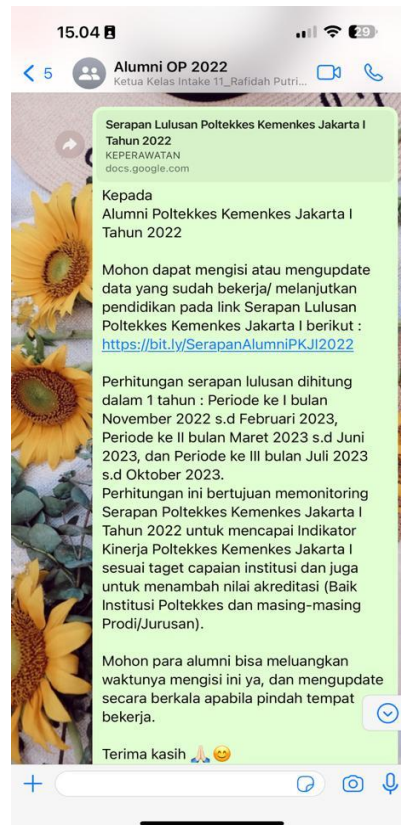 15.04
29
5
Alumni OP 2022
Ketua Kelas Intake 11_Rafidah Putri...
Serapan Lulusan Poltekkes Kemenkes Jakarta I
Tahun 2022
KEPERAWATAN
docs.google.com
Kepada
Alumni Poltekkes Kemenkes Jakarta I
Tahun 2022
Mohon dapat mengisi atau mengupdate
data yang sudah bekerja/ melanjutkan
pendidikan pada link Serapan Lulusan
Poltekkes Kemenkes Jakarta I berikut :
https://bit.ly/SerapanAlumniPKJI2022
Perhitungan serapan lulusan dihitung
dalam 1 tahun : Periode ke I bulan
November 2022 s.d Februari 2023,
Periode ke II bulan Maret 2023 s.d Juni
2023, dan Periode ke III bulan Juli 2023
s.d Oktober 2023.
Perhitungan ini bertujuan memonitoring
Serapan Poltekkes Kemenkes Jakarta I
Tahun 2022 untuk mencapai Indikator
Kinerja Poltekkes Kemenkes Jakarta I
sesuai taget capaian institusi dan juga
untuk menambah nilai akreditasi (Baik
Institusi Poltekkes dan masing-masing
Prodi/Jurusan).
Mohon para alumni bisa meluangkan
waktunya mengisi ini ya, dan mengupdate
secara berkala apabila pindah tempat
bekerja.
Terima kasih 🙏🏻😊